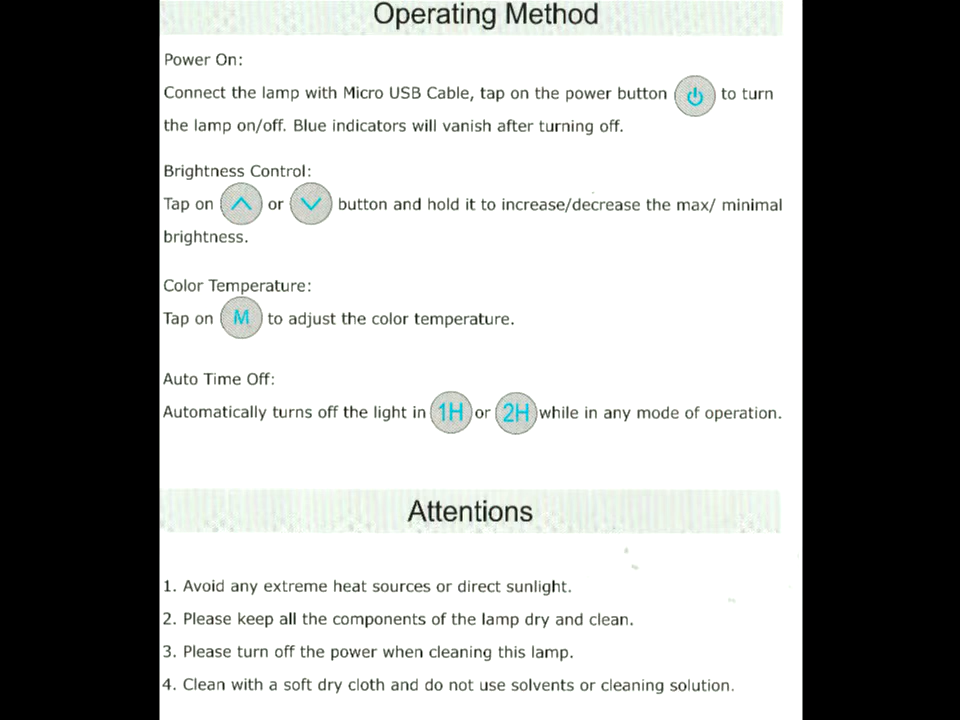 Operating Method
Power On:
Connect the lamp with Micro USB Cable, tap on the power button to turn
the lamp on/off. Blue indicators will vanish after turning off.
Brightness Control:
Tap on or button and hold it to increase/decrease the max/ minimal
brightness.
Color Temperature:
Tap on M to adjust the color temperature.
Auto Time Off:
Automatically turns off the light in 1H or 2H while in any mode of operation.
Attentions
1. Avoid any extreme heat sources or direct sunlight.
2. Please keep all the components of the lamp dry and clean.
3. Please turn off the power when cleaning this lamp.
4. Clean with a soft dry cloth and do not use solvents or cleaning solution.